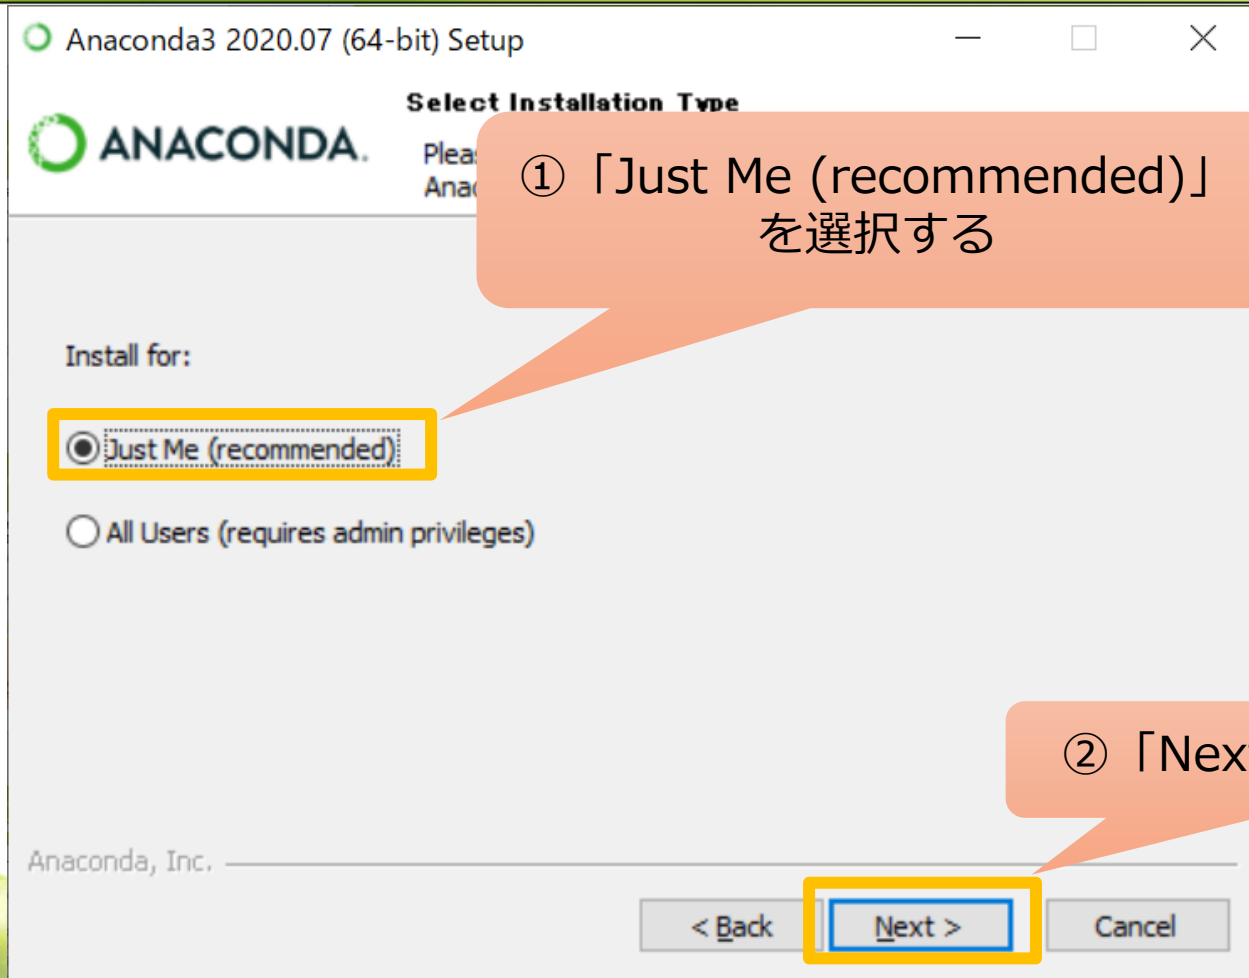 Anaconda3 2020.07 (64-bit) Setup
Select Installation Type
ANACONDA.
①「Just Me (recommended)」
を選択する
Install for:
Just Me (recommended)
All Users (requires admin privileges)
②「Nex
Anaconda, Inc.
< Back
Next >
Cancel